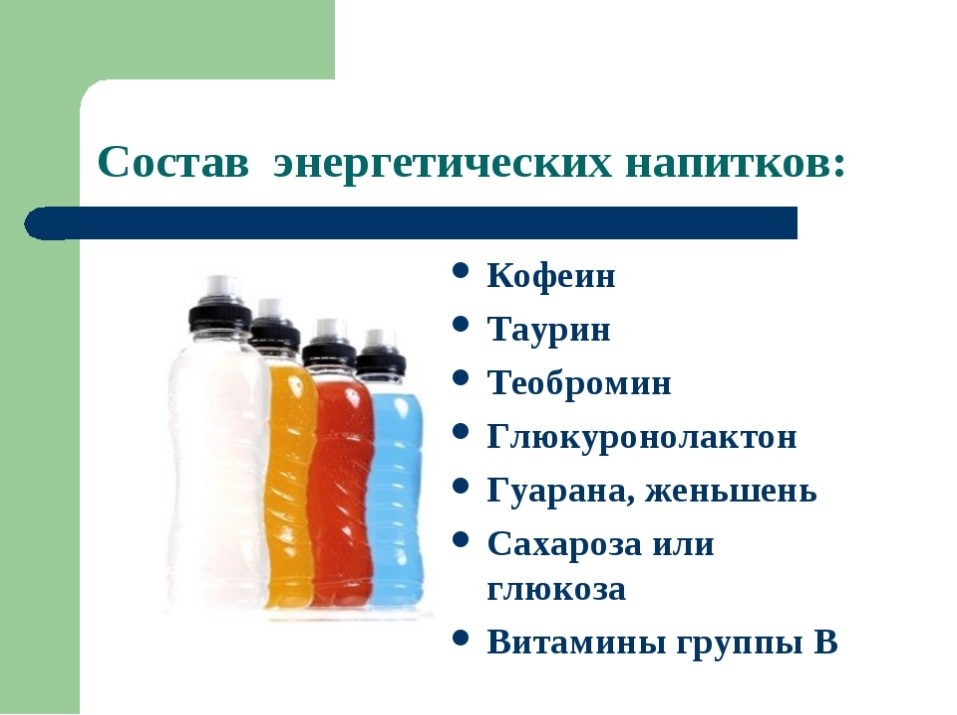 Состав энергетических напитков:
Кофеин
Таурин
Теобромин
Глюкуронолактон
Гуарана, женьшень
Сахароза или
глюкоза
Витамины группы В